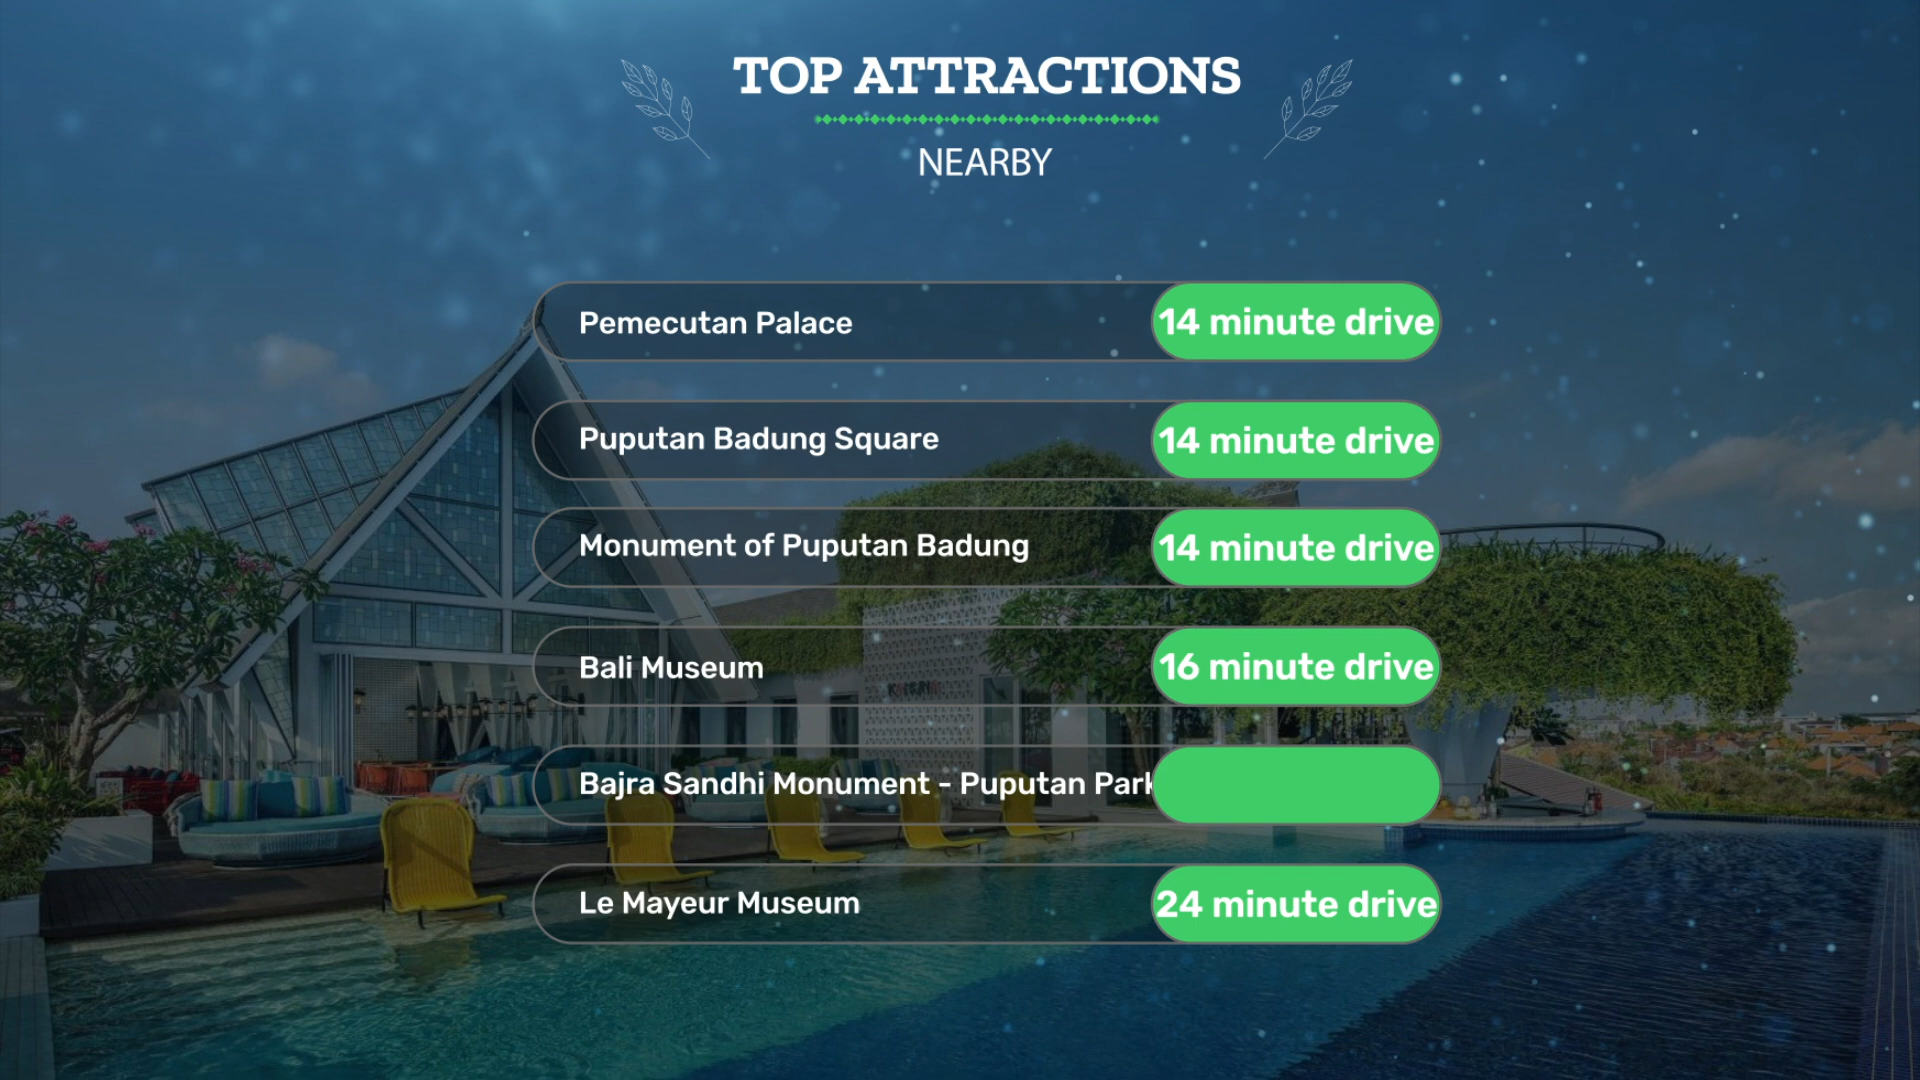 TOP ATTRACTIONS
NEARBY
Pemecutan Palace
14 minute drive
Puputan Badung Square
14 minute drive
Monument of Puputan Badung
14 minute drive
Bali Museum
16 minute drive
Bajra Sandhi Monument - Puputan Park
Le Mayeur Museum
24 minute drive